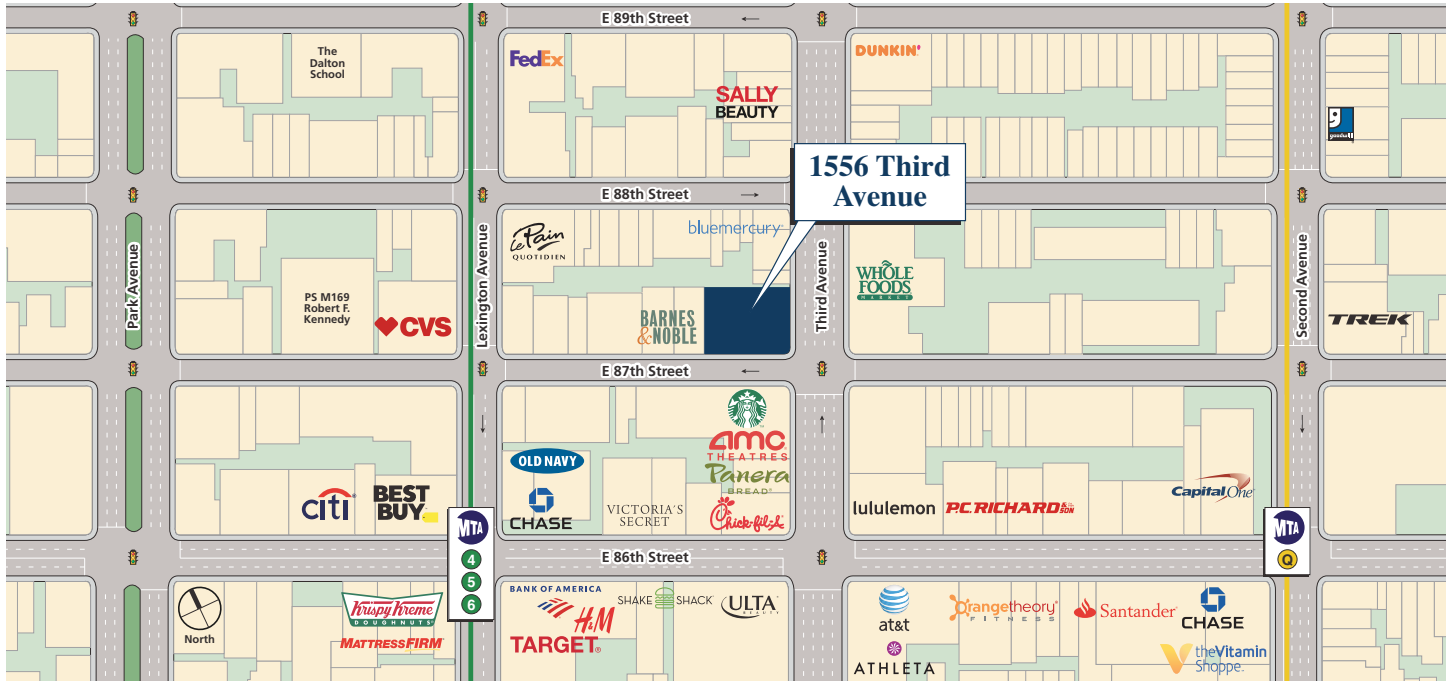 E 89th Street
The
Dalton
School
FedEx
SALLY
BEAUTY
DUNKIN'
goodwill
1556 Third
Avenue
E 88th Street
Park Avenue
Lexington Avenue
Third Avenue
Second Avenue
le Pain
QUOTIDIEN
bluemercury
PS M169
Robert F.
Kennedy
CVS
BARNES
&NOBLE
WHOLE
FOODS
MARKET
TREK
E 87th Street
OLD NAVY
CHASE
VICTORIA'S
SECRET
AMC
THEATRES
Panera
BREAD®
Chick-fil-A®
citi®
BEST
BUY
lululemon
P.C. RICHARD & SON
Capital One®
MTA
4
5
6
MTA
Q
E 86th Street
North
Krispy Kreme
DOUGHNUTS®
MATTRESSFIRM®
BANK OF AMERICA
H&M
TARGET®
SHAKE SHACK®
ULTA
BEAUTY
at&t
ATHLETA
Orangetheory®
FITNESS
Santander®
CHASE
theVitamin
Shoppe®